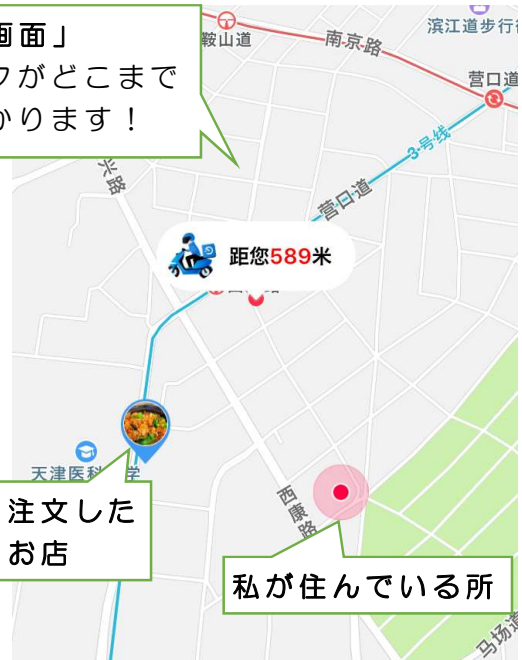 画面」
フがどこまで
かります！
鞍山道
南京路
滨江道步行
营口道
3号线
兴路
营口道
距您589米
天津医科
学
注文した
お店
西康路
私が住んでいる所
马场道